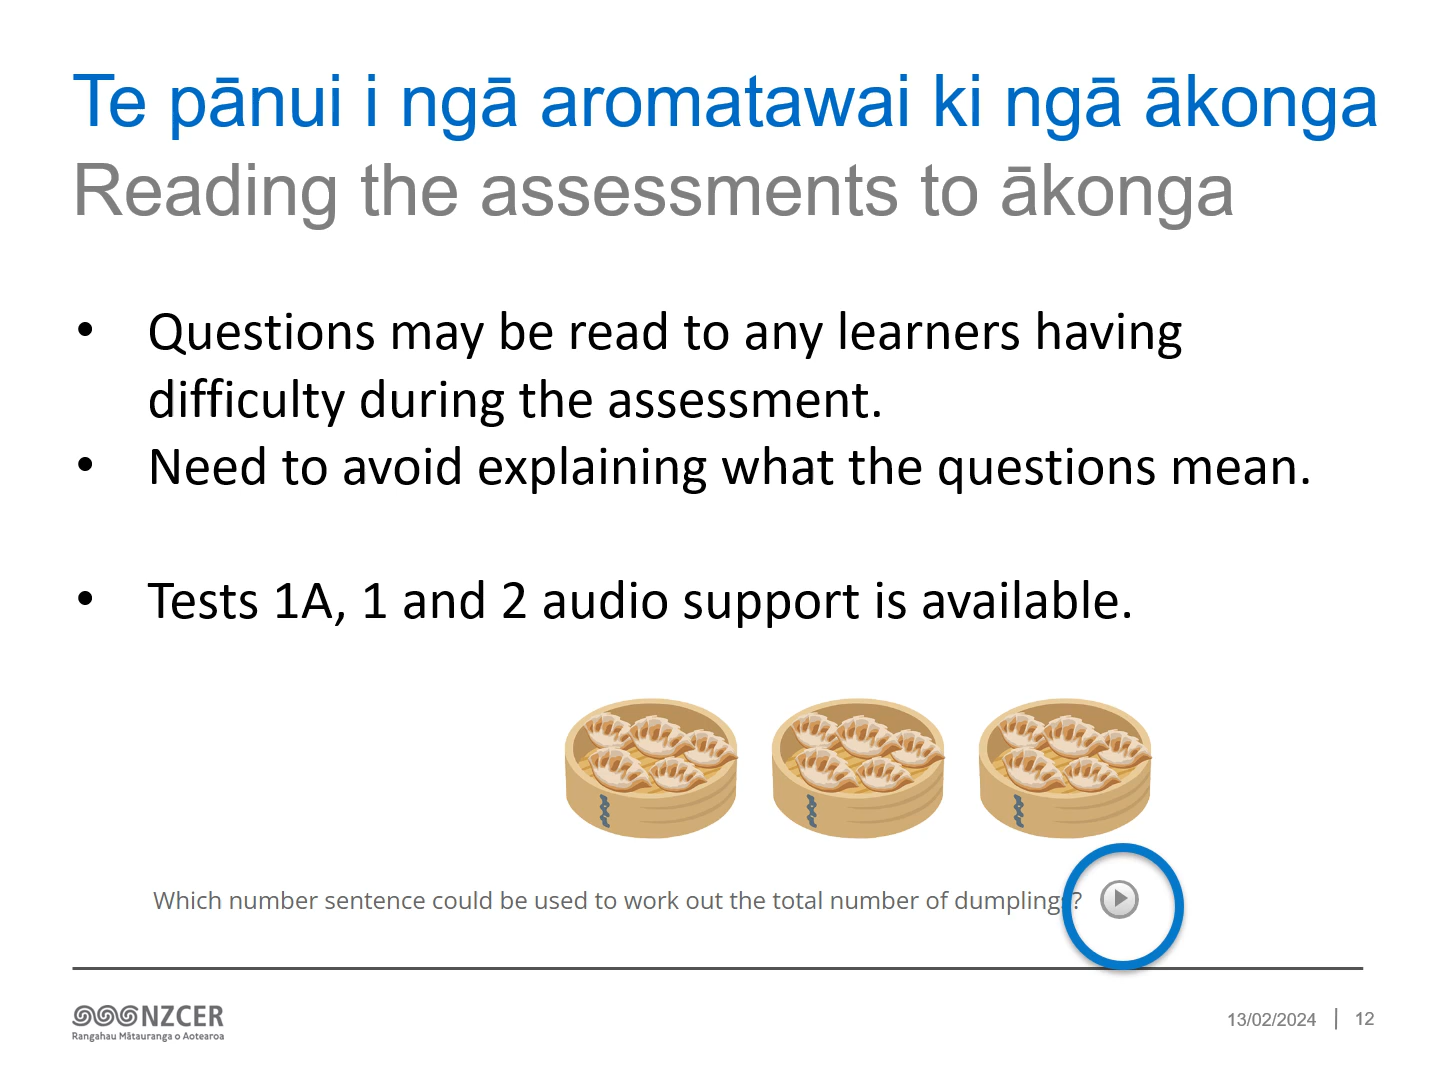 Te pānui i ngā aromatawai ki ngā ākonga
Reading the assessments to ākonga
• Questions may be read to any learners having
difficulty during the assessment.
• Need to avoid explaining what the questions mean.
• Tests 1A, 1 and 2 audio support is available.
Which number sentence could be used to work out the total number of dumplings?
NZCER
Rangahau Mātauranga o Aotearoa
13/02/2024 | 12